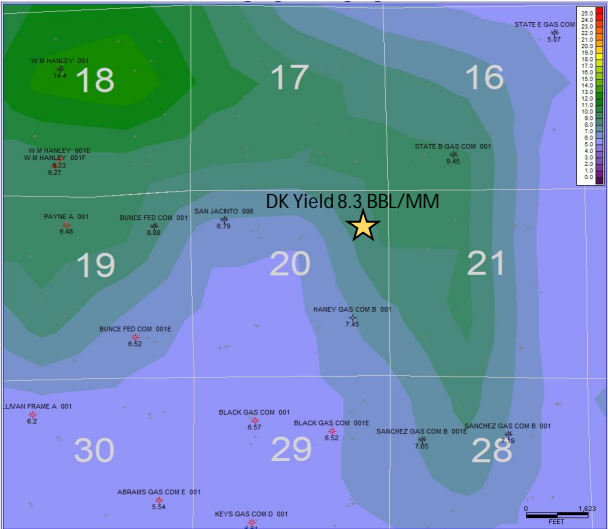 STATE E GAS COM
5.07
25.0
24.0
23.0
22.0
21.0
20.0
19.0
18.0
17.0
16.0
15.0
14.0
13.0
12.0
11.0
10.0
9.0
8.0
7.0
6.0
5.0
4.0
3.0
2.0
1.0
0.0
W M HANLEY 001
14.4
18
17
16
W M HANLEY 001E
W M HANLEY 001F
9.27
STATE B GAS COM 001
9.45
DK Yield 8.3 BBL/MM
PAYNE A 001
9.48
BUNCE FED COM 001
8.88
SAN JACINTO 006
6.79
19
20
21
HANEY GAS COM B 001
7.45
BUNCE FED COM 001E
6.52
LLIVAN FRAME A 001
6.2
BLACK GAS COM 001
6.57
BLACK GAS COM 001E
6.52
SANCHEZ GAS COM B 001E
7.65
SANCHEZ GAS COM B 001
30
29
28
ABRAMS GAS COM E 001
5.54
KEYS GAS COM D 001
0 1,623
FEET